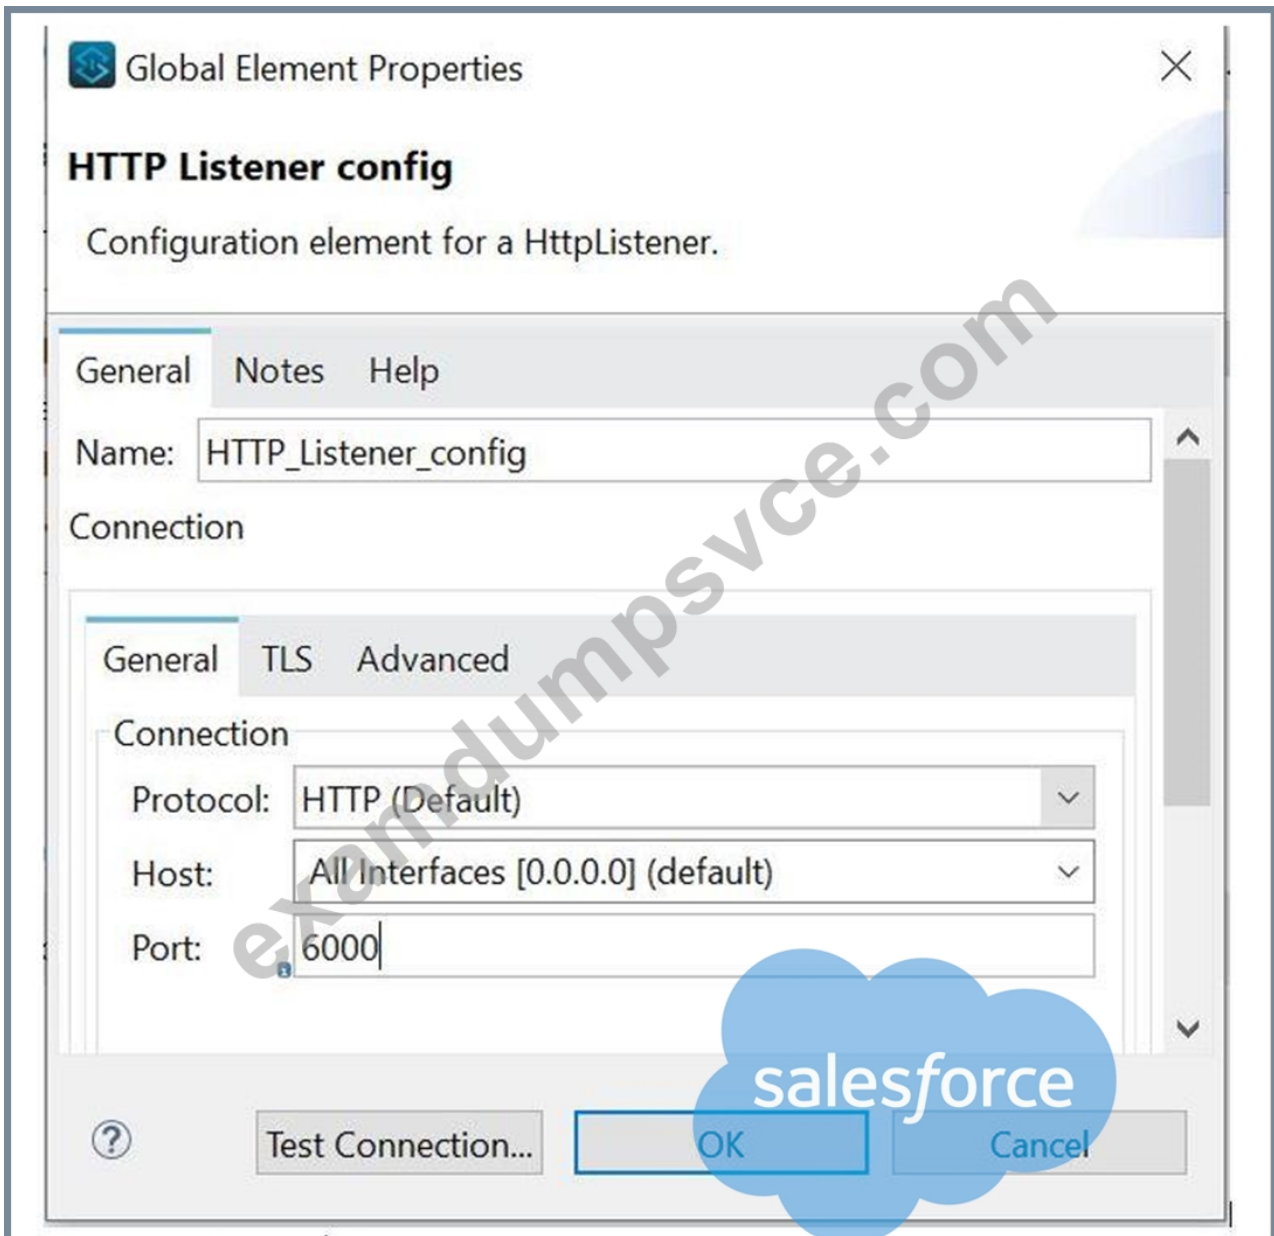 Global Element Properties
HTTP Listener config
Configuration element for a HttpListener.
General Notes Help
Name: HTTP_Listener_config
Connection
General TLS Advanced
Connection
Protocol: HTTP (Default)
Host: All Interfaces [0.0.0.0] (default)
Port: 6000
examdumpsvce.com
salesforce
Test Connection... OK Cancel